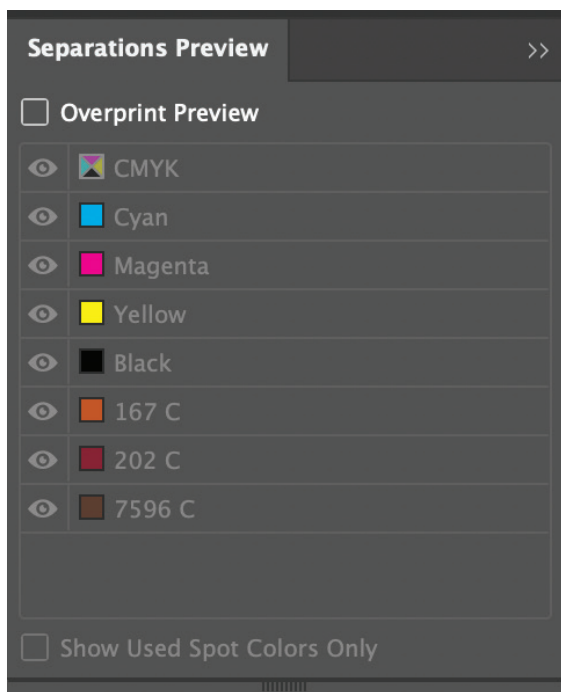 Separations Preview
Overprint Preview
CMYK
Cyan
Magenta
Yellow
Black
167 C
202 C
7596 C
Show Used Spot Colors Only